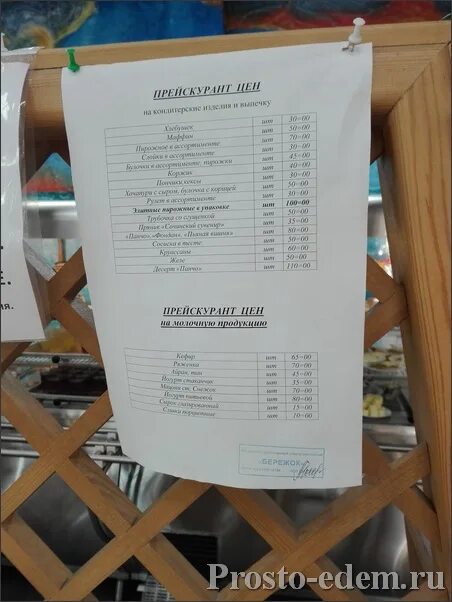 ПРЕЙСКУРАНТ ЦЕН
на кондитерские изделия и выпечку
Хлебушек шт 30=00
Маффин шт 50=00
Пирожное в ассортименте шт 70=00
Слойки в ассортименте шт 30=00
Булочки в ассортименте, пирожки шт 45=00
Коржик шт 40=00
Пончики, кексы шт 30=00
Хачапури с сыром, булочка с корицей шт 50=00
Рулет в ассортименте шт 30=00
Элитные пирожные в упаковке шт 100=00
Трубочка со сгущенкой шт 50=00
Пряник «Сочинский сувенир» шт 35=00
«Панчо», «Фондан», «Пьяная вишня» шт 80=00
Сосиска в тесте шт 50=00
Круассаны шт 60=00
Желе шт 50=00
Десерт «Панчо» шт 110=00
ПРЕЙСКУРАНТ ЦЕН
на молочную продукцию
Кефир шт 65=00
Ряженка шт 70=00
Айран, тан шт 45=00
Йогурт стаканчик шт 35=00
Мацони ст, Снежок шт 70=00
Йогурт питьевой шт 80=00
Сырок глазированный шт 15=00
Сливки порционные шт 10=00
«БЕРЕЖОК»
Prosto-edem.ru